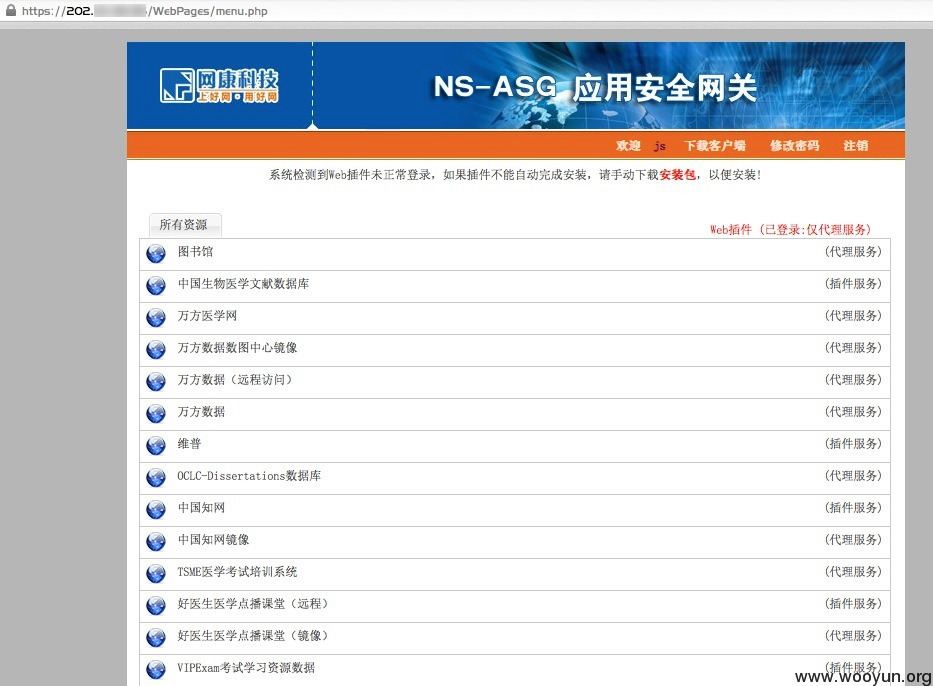 https://202. /WebPages/menu.php
网康科技
上好网·用好网
NS-ASG 应用安全网关
欢迎 js 下载客户端 修改密码 注销
系统检测到Web插件未正常登录，如果插件不能自动完成安装，请手动下载安装包，以便安装！
所有资源
Web插件 (已登录:仅代理服务)
图书馆 (代理服务)
中国生物医学文献数据库 (插件服务)
万方医学网 (代理服务)
万方数据数图中心镜像 (代理服务)
万方数据（远程访问） (代理服务)
万方数据 (代理服务)
维普 (插件服务)
OCLC-Dissertations数据库 (代理服务)
中国知网 (插件服务)
中国知网镜像 (代理服务)
TSME医学考试培训系统 (代理服务)
好医生医学点播课堂（远程） (插件服务)
好医生医学点播课堂（镜像） (代理服务)
VIPExam考试学习资源数据 (插件服务)
www.wooyun.org